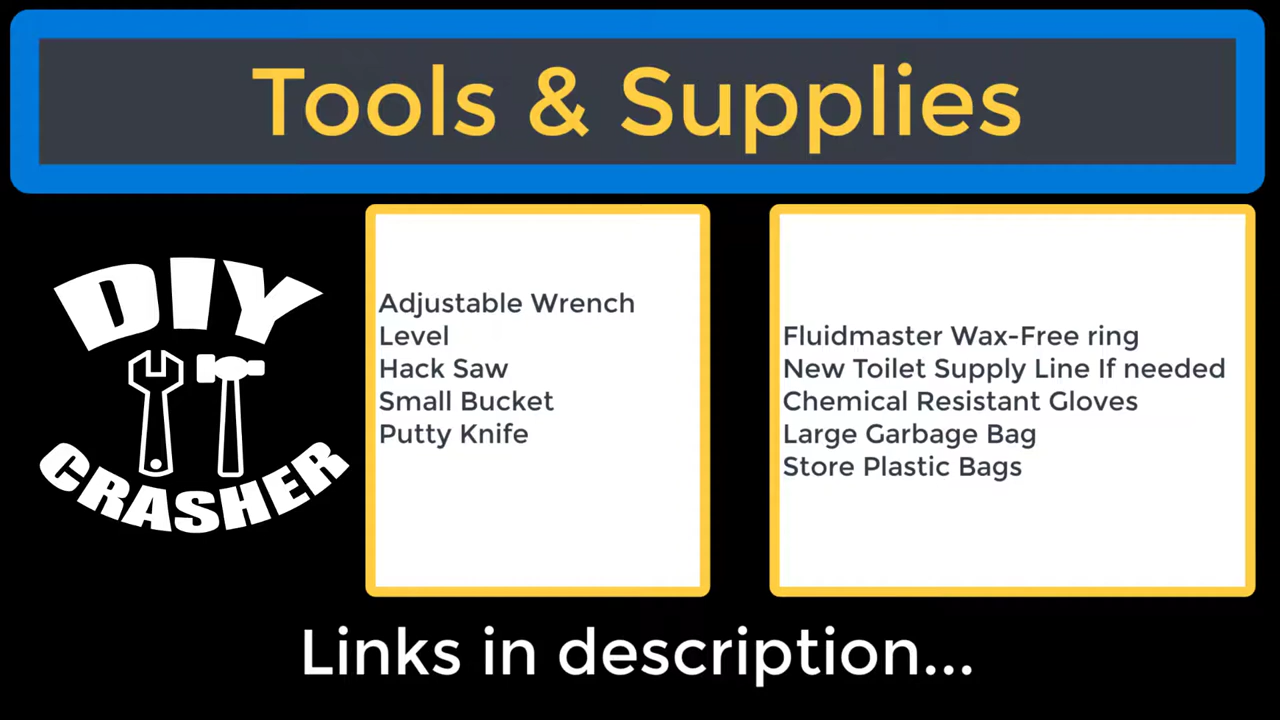 Tools & Supplies
DIY
CRASHER
Adjustable Wrench
Level
Hack Saw
Small Bucket
Putty Knife
Fluidmaster Wax-Free ring
New Toilet Supply Line If needed
Chemical Resistant Gloves
Large Garbage Bag
Store Plastic Bags
Links in description...